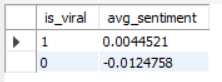 is_viral avg_sentiment
1 0.0044521
0 -0.0124758